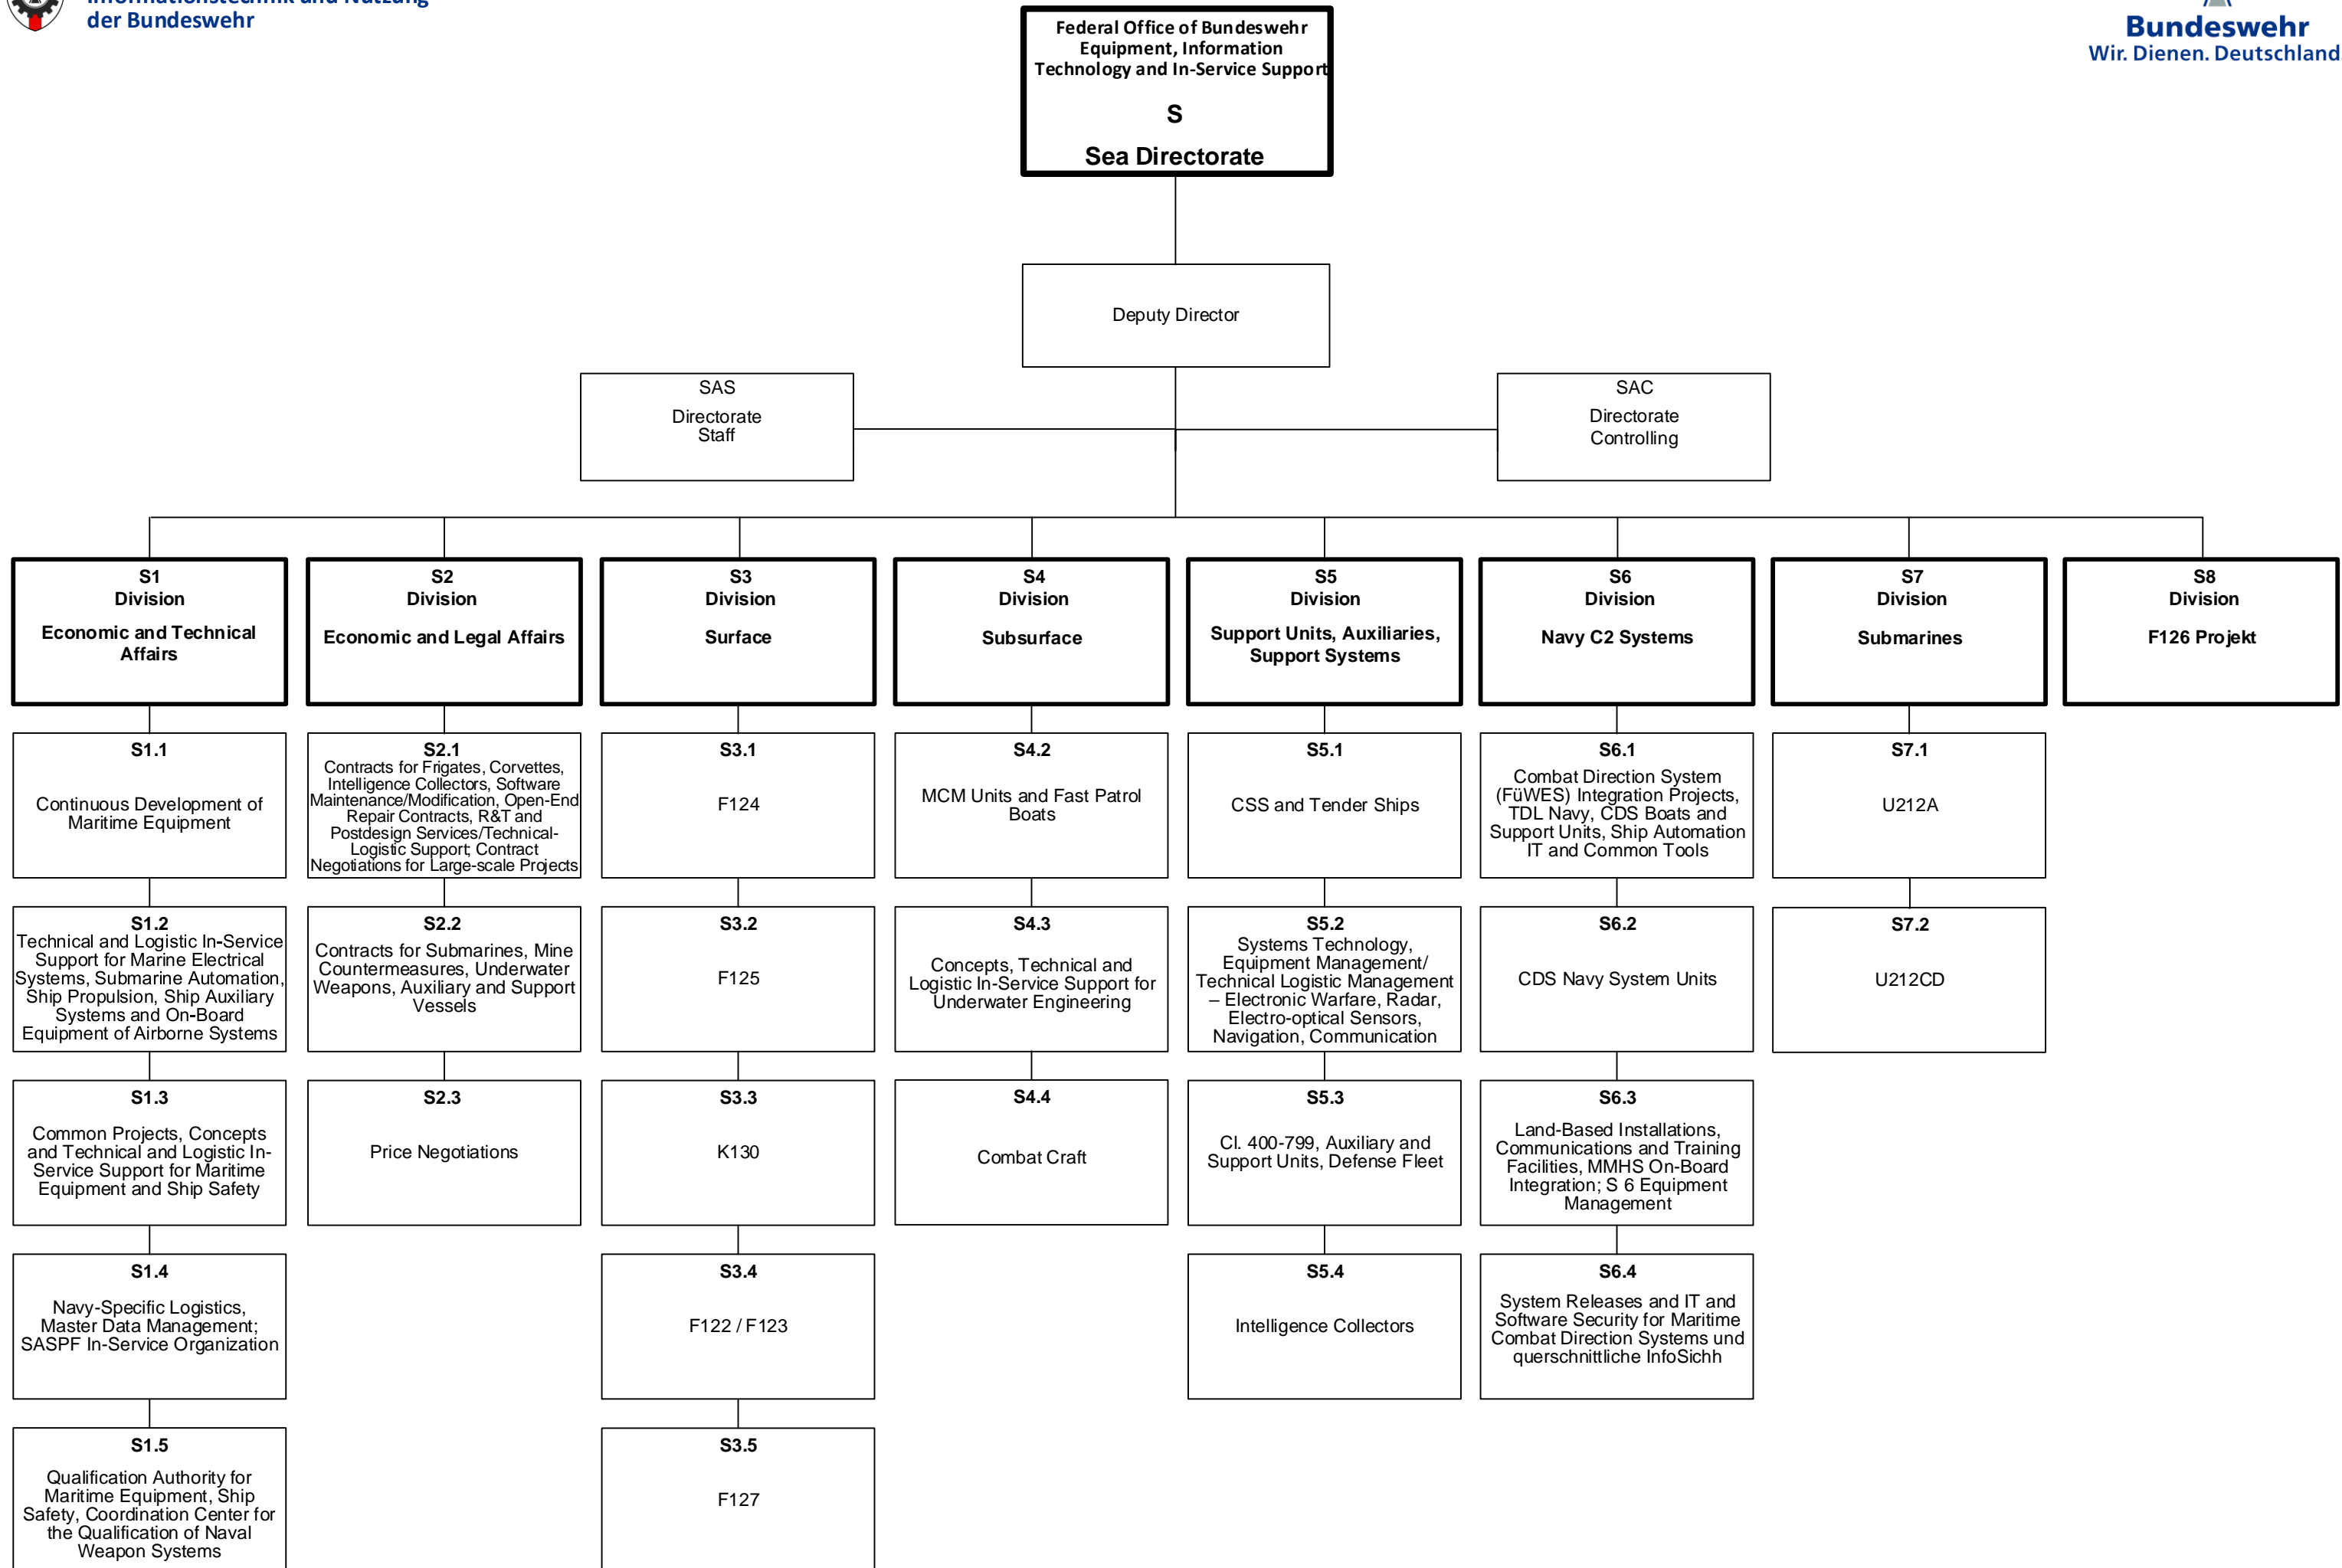 Informationstechnik und Nutzung
der Bundeswehr
Bundeswehr
Wir. Dienen. Deutschland
Federal Office of Bundeswehr
Equipment, Information
Technology and In-Service Support
S
Sea Directorate
Deputy Director
SAS
Directorate
Staff
SAC
Directorate
Controlling
S1
Division
Economic and Technical
Affairs
S2
Division
Economic and Legal Affairs
S3
Division
Surface
S4
Division
Subsurface
S5
Division
Support Units, Auxiliaries,
Support Systems
S6
Division
Navy C2 Systems
S7
Division
Submarines
S8
Division
F126 Projekt
S1.1
Continuous Development of
Maritime Equipment
S2.1
Contracts for Frigates, Corvettes,
Intelligence Collectors, Software
Maintenance/Modification, Open-End
Repair Contracts, R&T and
Postdesign Services/Technical-
Logistic Support; Contract
Negotiations for Large-scale Projects
S3.1
F124
S4.2
MCM Units and Fast Patrol
Boats
S5.1
CSS and Tender Ships
S6.1
Combat Direction System
(FüWES) Integration Projects,
TDL Navy, CDS Boats and
Support Units, Ship Automation
IT and Common Tools
S7.1
U212A
S1.2
Technical and Logistic In-Service
Support for Marine Electrical
Systems, Submarine Automation,
Ship Propulsion, Ship Auxiliary
Systems and On-Board
Equipment of Airborne Systems
S2.2
Contracts for Submarines, Mine
Countermeasures, Underwater
Weapons, Auxiliary and Support
Vessels
S3.2
F125
S4.3
Concepts, Technical and
Logistic In-Service Support for
Underwater Engineering
S5.2
Systems Technology,
Equipment Management/
Technical Logistic Management
– Electronic Warfare, Radar,
Electro-optical Sensors,
Navigation, Communication
S6.2
CDS Navy System Units
S7.2
U212CD
S1.3
Common Projects, Concepts
and Technical and Logistic In-
Service Support for Maritime
Equipment and Ship Safety
S2.3
Price Negotiations
S3.3
K130
S4.4
Combat Craft
S5.3
Cl. 400-799, Auxiliary and
Support Units, Defense Fleet
S6.3
Land-Based Installations,
Communications and Training
Facilities, MMHS On-Board
Integration; S 6 Equipment
Management
S1.4
Navy-Specific Logistics,
Master Data Management;
SASPF In-Service Organization
S3.4
F122 / F123
S5.4
Intelligence Collectors
S6.4
System Releases and IT and
Software Security for Maritime
Combat Direction Systems und
querschnittliche InfoSichh
S1.5
Qualification Authority for
Maritime Equipment, Ship
Safety, Coordination Center for
the Qualification of Naval
Weapon Systems
S3.5
F127